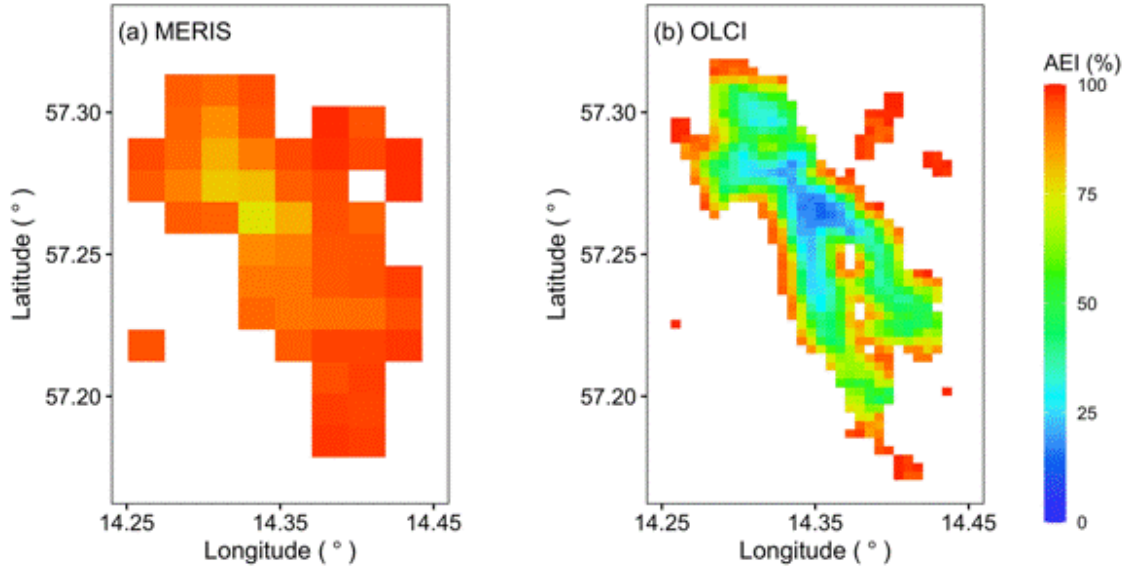 (a) MERIS
(b) OLCI
AEI (%)
100
75
50
25
0
Latitude ( ° )
57.30
57.25
57.20
14.25
14.35
14.45
Longitude ( ° )
Latitude ( ° )
57.30
57.25
57.20
14.25
14.35
14.45
Longitude ( ° )